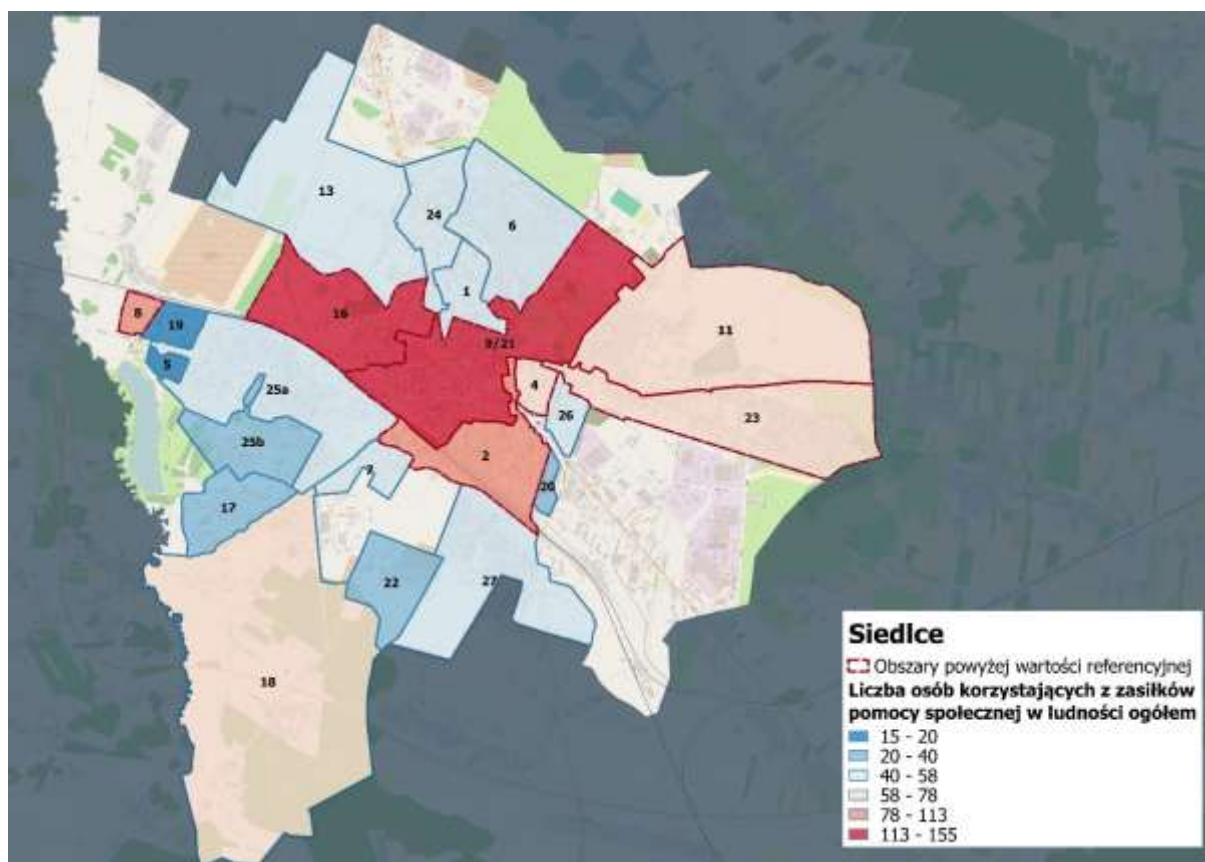 13
24
6
1
16
8
19
9/21
11
5
4
25a
26
23
25b
2
7
20
17
22
27
18
Siedlce
Obszary powyżej wartości referencyjnej
Liczba osób korzystających z zasiłków
pomocy społecznej w ludności ogółem
15 - 20
20 - 40
40 - 58
58 - 78
78 - 113
113 - 155